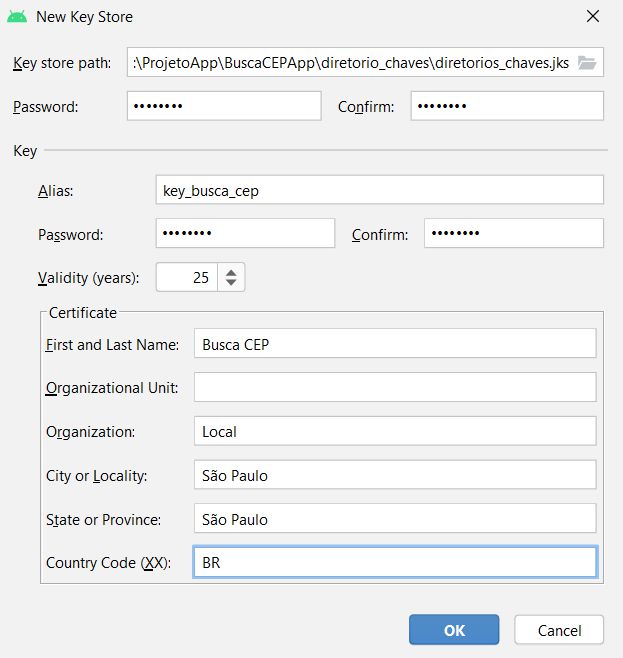 New Key Store
Key store path: :\ProjetoApp\BuscaCEPApp\diretorio_chaves\diretorios_chaves.jks
Password: •••••••• Confirm: ••••••••
Key
Alias: key_busca_cep
Password: •••••••• Confirm: ••••••••
Validity (years): 25
Certificate
First and Last Name: Busca CEP
Organizational Unit:
Organization: Local
City or Locality: São Paulo
State or Province: São Paulo
Country Code (XX): BR
OK Cancel